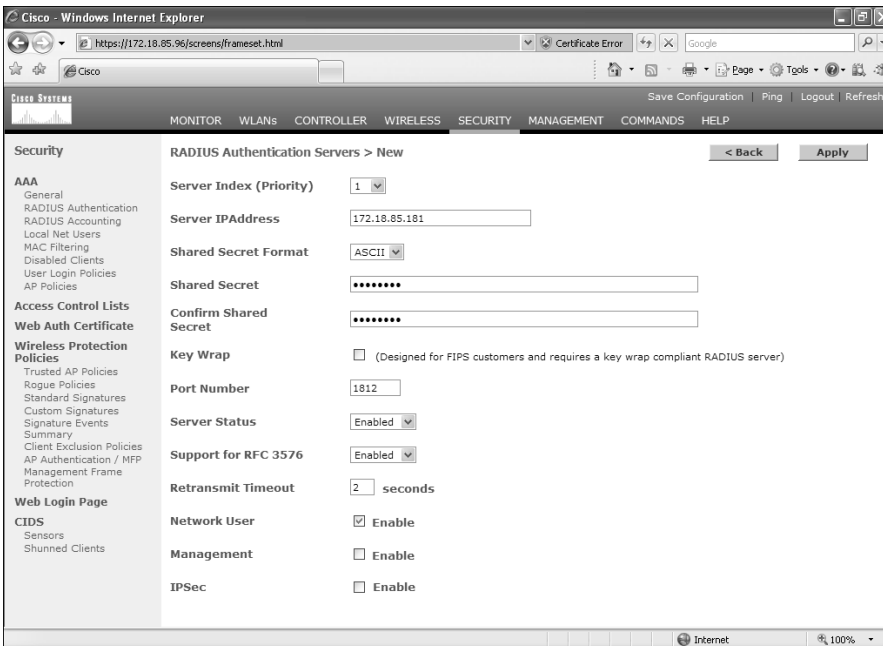 Cisco - Windows Internet Explorer
https://172.18.85.96/screens/frameset.html
Certificate Error
Google
Cisco
Page
Tools
Save Configuration | Ping | Logout | Refresh
CISCO SYSTEMS
MONITOR WLANs CONTROLLER WIRELESS SECURITY MANAGEMENT COMMANDS HELP
Security
AAA
General
RADIUS Authentication
RADIUS Accounting
Local Net Users
MAC Filtering
Disabled Clients
User Login Policies
AP Policies
Access Control Lists
Web Auth Certificate
Wireless Protection
Policies
Trusted AP Policies
Rogue Policies
Standard Signatures
Custom Signatures
Signature Events
Summary
Client Exclusion Policies
AP Authentication / MFP
Management Frame
Protection
Web Login Page
CIDS
Sensors
Shunned Clients
RADIUS Authentication Servers > New
< Back
Apply
Server Index (Priority) 1
Server IPAddress 172.18.85.181
Shared Secret Format ASCII
Shared Secret ••••••••
Confirm Shared
Secret ••••••••
Key Wrap (Designed for FIPS customers and requires a key wrap compliant RADIUS server)
Port Number 1812
Server Status Enabled
Support for RFC 3576 Enabled
Retransmit Timeout 2 seconds
Network User Enable
Management Enable
IPSec Enable
Internet
100%